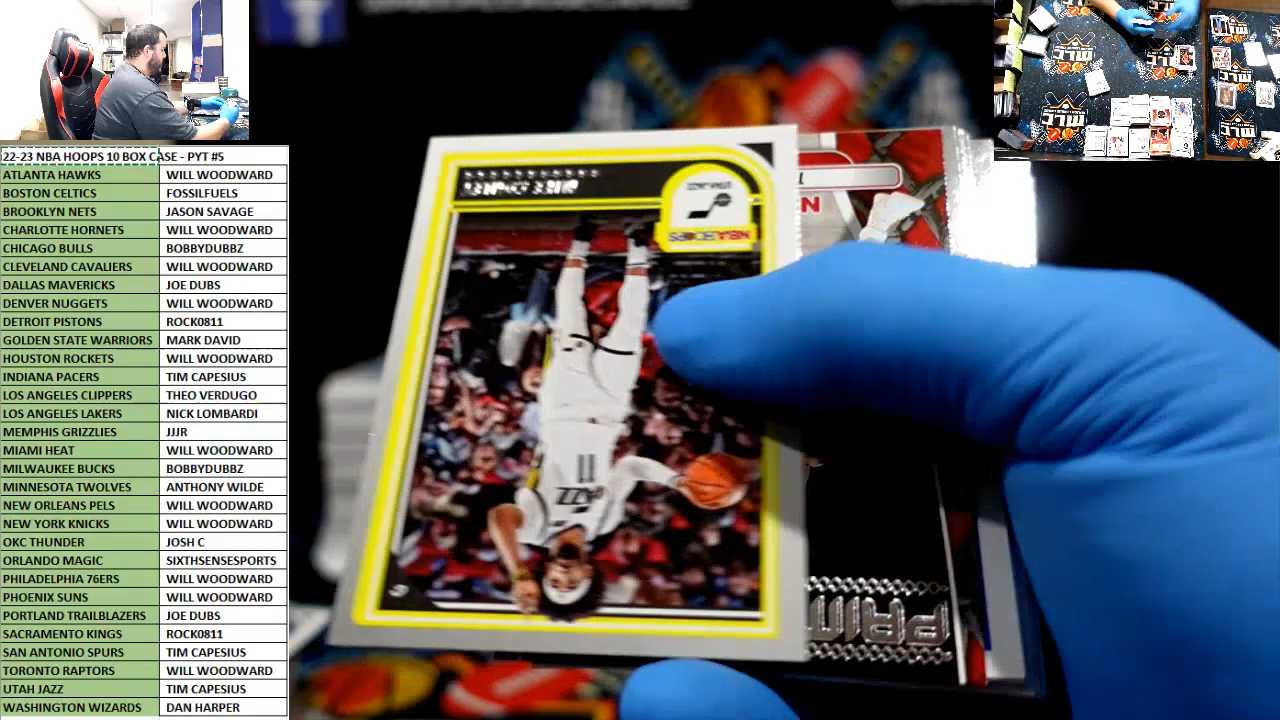 22-23 NBA HOOPS 10 BOX CASE - PYT #5
ATLANTA HAWKS WILL WOODWARD
BOSTON CELTICS FOSSILFUELS
BROOKLYN NETS JASON SAVAGE
CHARLOTTE HORNETS WILL WOODWARD
CHICAGO BULLS BOBBYDUBBZ
CLEVELAND CAVALIERS WILL WOODWARD
DALLAS MAVERICKS JOE DUBS
DENVER NUGGETS WILL WOODWARD
DETROIT PISTONS ROCK0811
GOLDEN STATE WARRIORS MARK DAVID
HOUSTON ROCKETS WILL WOODWARD
INDIANA PACERS TIM CAPESIUS
LOS ANGELES CLIPPERS THEO VERDUGO
LOS ANGELES LAKERS NICK LOMBARDI
MEMPHIS GRIZZLIES JJJR
MIAMI HEAT WILL WOODWARD
MILWAUKEE BUCKS BOBBYDUBBZ
MINNESOTA TWOLVES ANTHONY WILDE
NEW ORLEANS PELS WILL WOODWARD
NEW YORK KNICKS WILL WOODWARD
OKC THUNDER JOSH C
ORLANDO MAGIC SIXTHSENSESPORTS
PHILADELPHIA 76ERS WILL WOODWARD
PHOENIX SUNS WILL WOODWARD
PORTLAND TRAILBLAZERS JOE DUBS
SACRAMENTO KINGS ROCK0811
SAN ANTONIO SPURS TIM CAPESIUS
TORONTO RAPTORS WILL WOODWARD
UTAH JAZZ TIM CAPESIUS
WASHINGTON WIZARDS DAN HARPER
NBA HOOPS
11
JAZZ